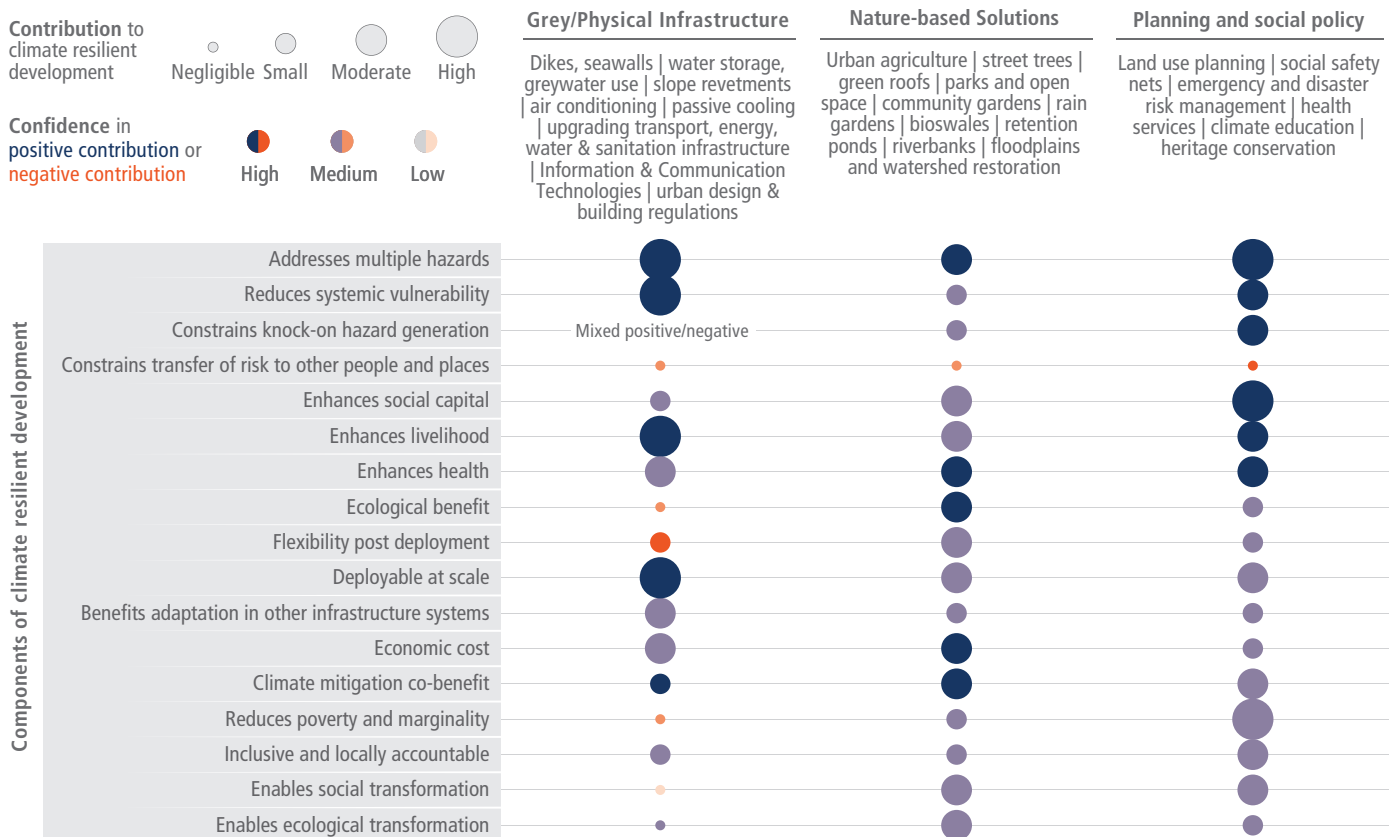 Contribution to
climate resilient
development
Negligible Small Moderate High
Confidence in
positive contribution or
negative contribution
High Medium Low
Grey/Physical Infrastructure
Dikes, seawalls | water storage,
greywater use | slope revetments
| air conditioning | passive cooling
| upgrading transport, energy,
water & sanitation infrastructure
| Information & Communication
Technologies | urban design &
building regulations
Nature-based Solutions
Urban agriculture | street trees |
green roofs | parks and open
space | community gardens | rain
gardens | bioswales | retention
ponds | riverbanks | floodplains
and watershed restoration
Planning and social policy
Land use planning | social safety
nets | emergency and disaster
risk management | health
services | climate education |
heritage conservation
Components of climate resilient development
Addresses multiple hazards
Reduces systemic vulnerability
Constrains knock-on hazard generation
Mixed positive/negative
Constrains transfer of risk to other people and places
Enhances social capital
Enhances livelihood
Enhances health
Ecological benefit
Flexibility post deployment
Deployable at scale
Benefits adaptation in other infrastructure systems
Economic cost
Climate mitigation co-benefit
Reduces poverty and marginality
Inclusive and locally accountable
Enables social transformation
Enables ecological transformation